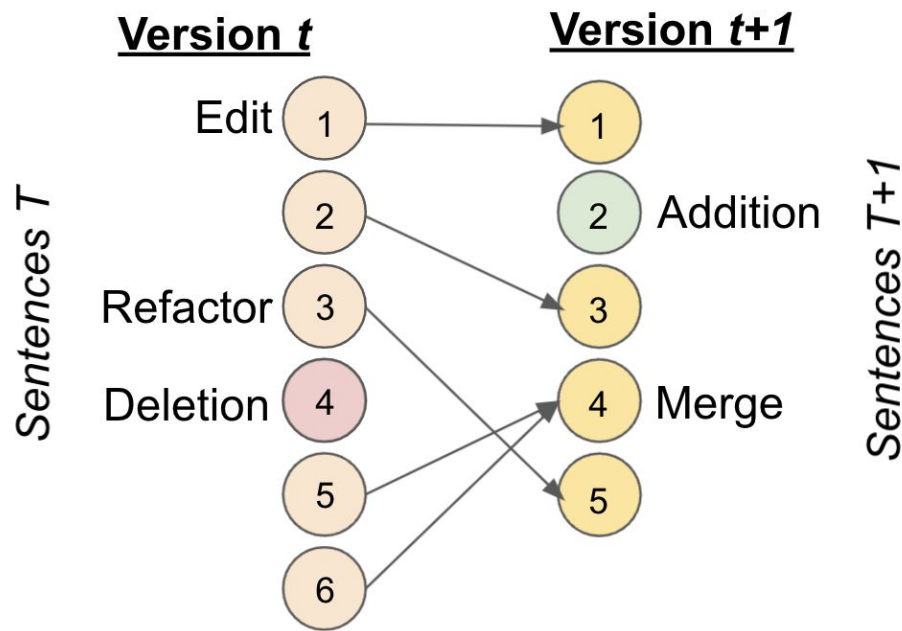 Version t
Version t+1
Sentences T
Sentences T+1
Edit 1 1
2 2 Addition
Refactor 3 3
Deletion 4 4 Merge
5 5
6